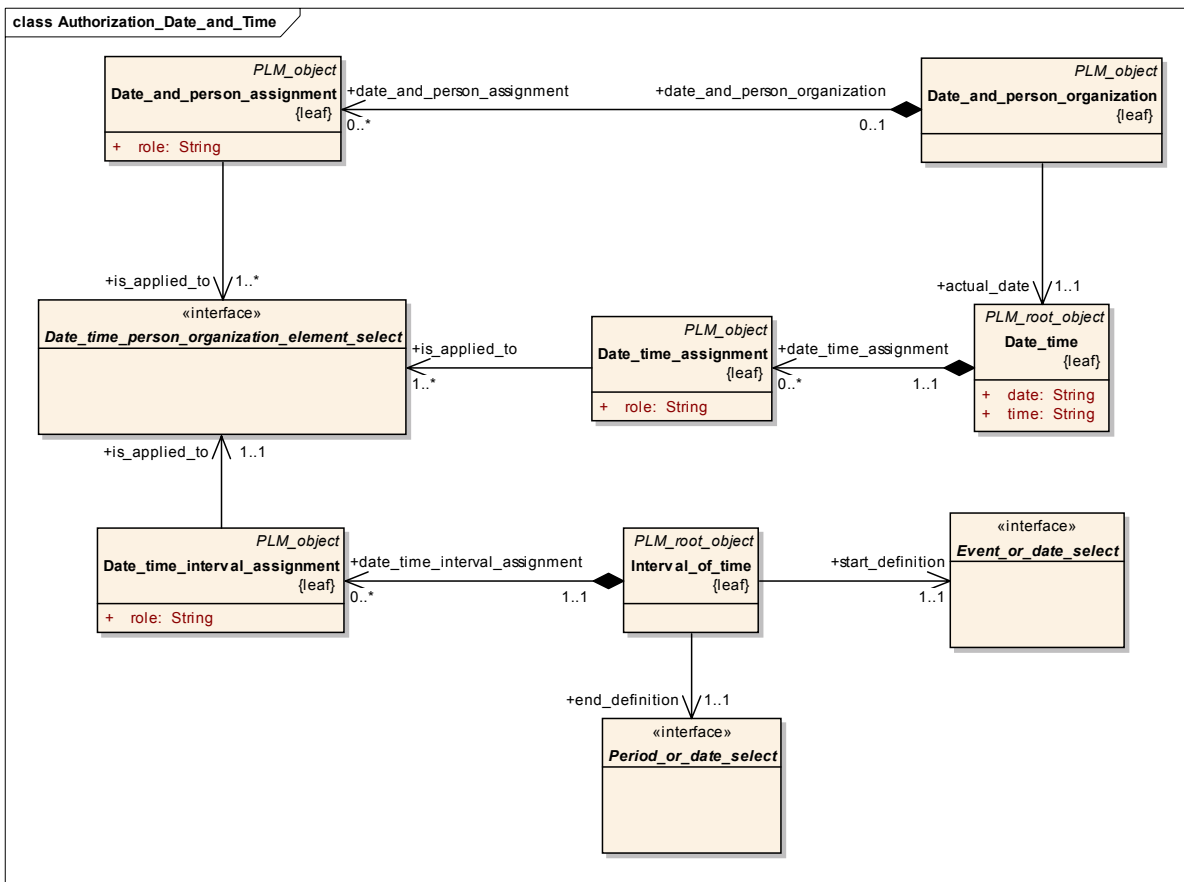 class Authorization_Date_and_Time
PLM_object
Date_and_person_assignment
{leaf}
+ role: String
+date_and_person_assignment
0..*
+date_and_person_organization
0..1
PLM_object
Date_and_person_organization
{leaf}
+is_applied_to
1..*
+actual_date
1..1
«interface»
Date_time_person_organization_element_select
+is_applied_to
1..*
PLM_object
Date_time_assignment
{leaf}
+ role: String
+date_time_assignment
0..*
1..1
PLM_root_object
Date_time
{leaf}
+ date: String
+ time: String
+is_applied_to
1..1
PLM_object
Date_time_interval_assignment
{leaf}
+ role: String
+date_time_interval_assignment
0..*
1..1
PLM_root_object
Interval_of_time
{leaf}
+start_definition
1..1
«interface»
Event_or_date_select
+end_definition
1..1
«interface»
Period_or_date_select